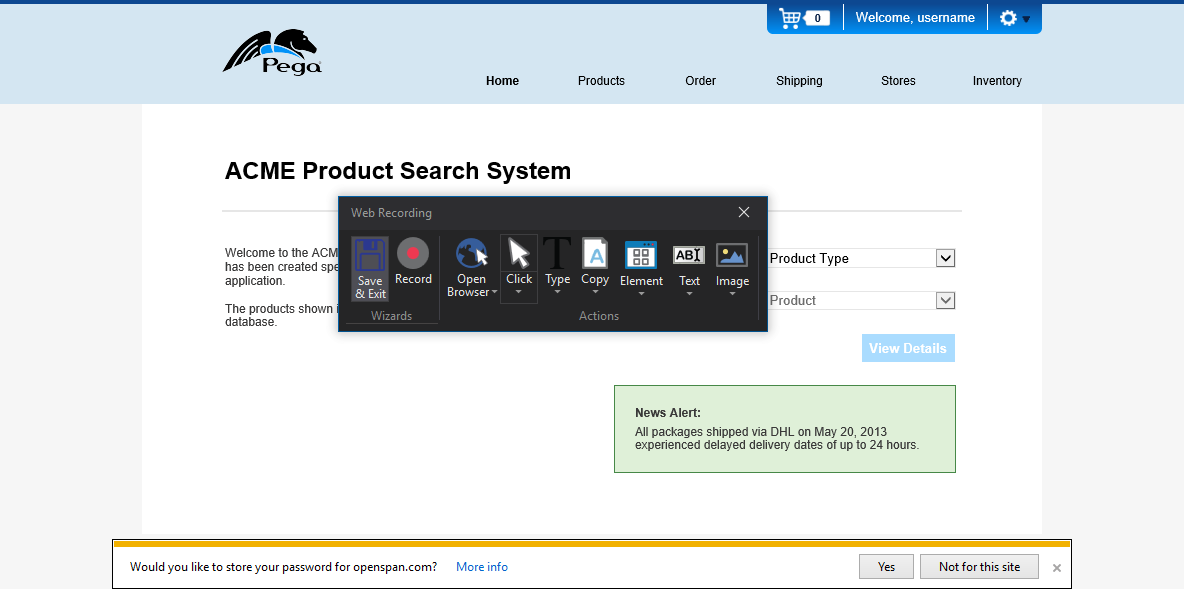 0
Welcome, username
Pega
Home Products Order Shipping Stores Inventory
ACME Product Search System
Welcome to the ACM
has been created spe
application.
The products shown i
database.
Web Recording
Save
& Exit
Record
Wizards
Open
Browser
Click
T
Type
A
Copy
Element
ABI
Text
Image
Actions
Product Type
Product
View Details
News Alert:
All packages shipped via DHL on May 20, 2013
experienced delayed delivery dates of up to 24 hours.
Would you like to store your password for openspan.com? More info Yes Not for this site